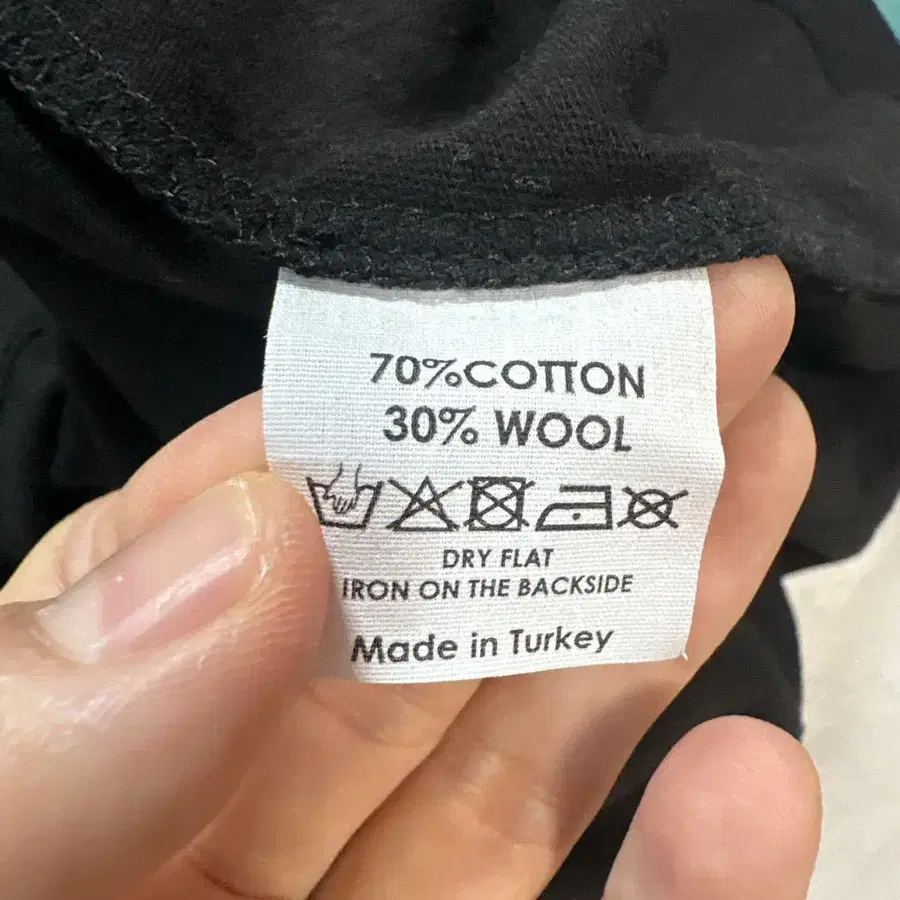 70%COTTON
30% WOOL
DRY FLAT
IRON ON THE BACKSIDE
Made in Turkey